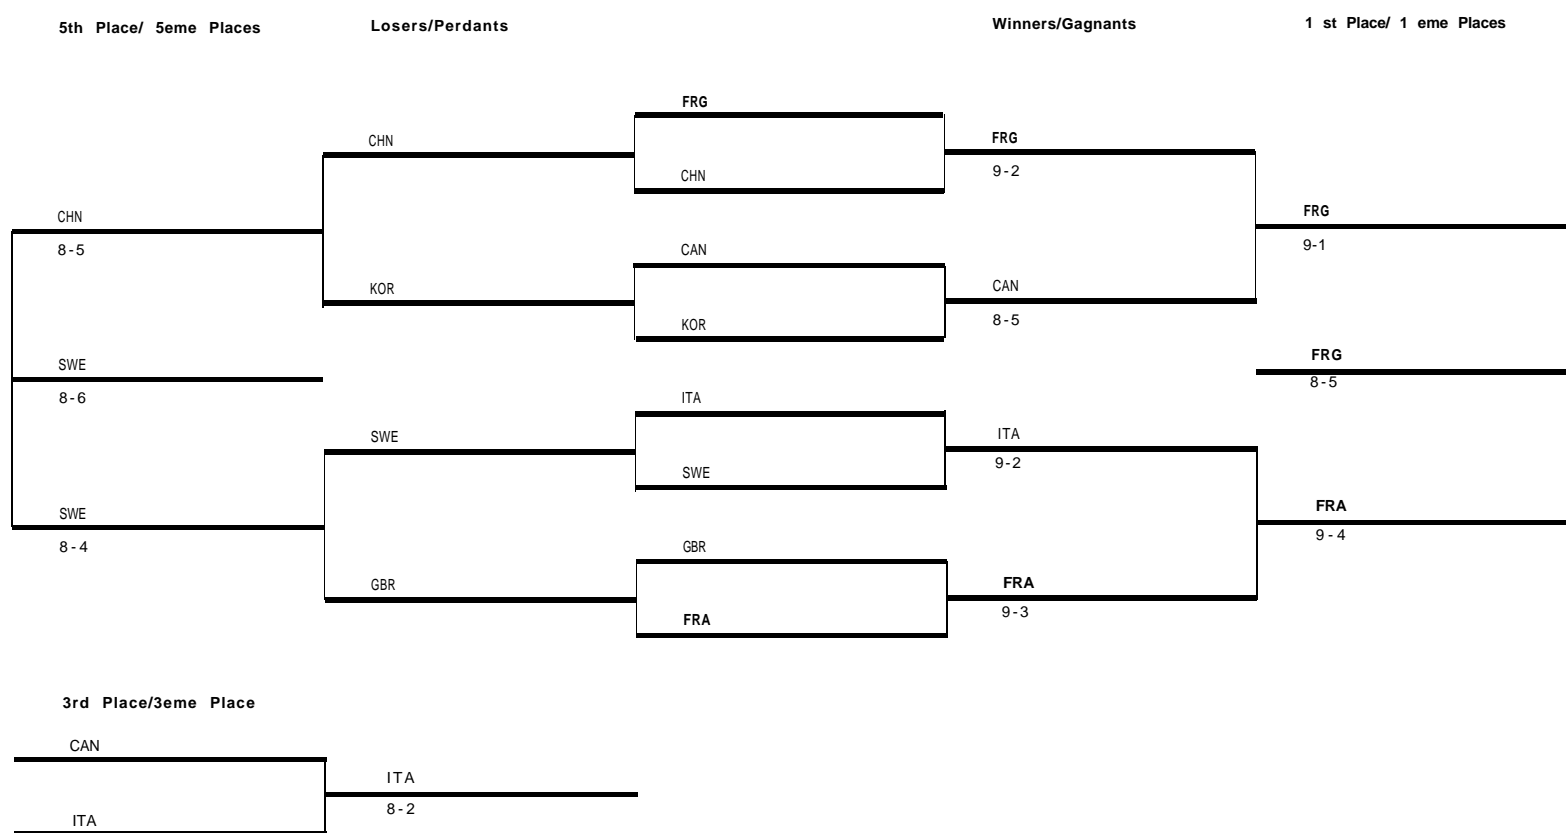 5th Place/ 5eme Places
Losers/Perdants
Winners/Gagnants
1 st Place/ 1 eme Places
FRG
CHN
FRG
9-2
CHN
CHN
8-5
FRG
9-1
CAN
KOR
CAN
8-5
KOR
SWE
8-6
FRG
8-5
ITA
SWE
ITA
9-2
SWE
SWE
8-4
FRA
9-4
GBR
GBR
FRA
9-3
FRA
3rd Place/3eme Place
CAN
ITA
8-2
ITA